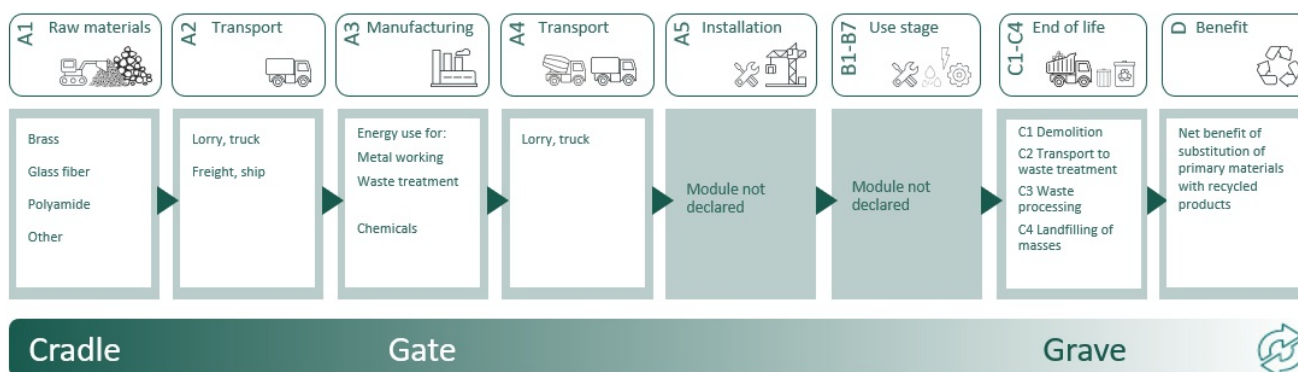 A1 Raw materials
A2 Transport
A3 Manufacturing
A4 Transport
A5 Installation
B1-B7 Use stage
C1-C4 End of life
D Benefit
Brass
Glass fiber
Polyamide
Other
Lorry, truck
Freight, ship
Energy use for:
Metal working
Waste treatment
Chemicals
Lorry, truck
Module not
declared
Module not
declared
C1 Demolition
C2 Transport to
waste treatment
C3 Waste
processing
C4 Landfilling of
masses
Net benefit of
substitution of
primary materials
with recycled
products
Cradle
Gate
Grave